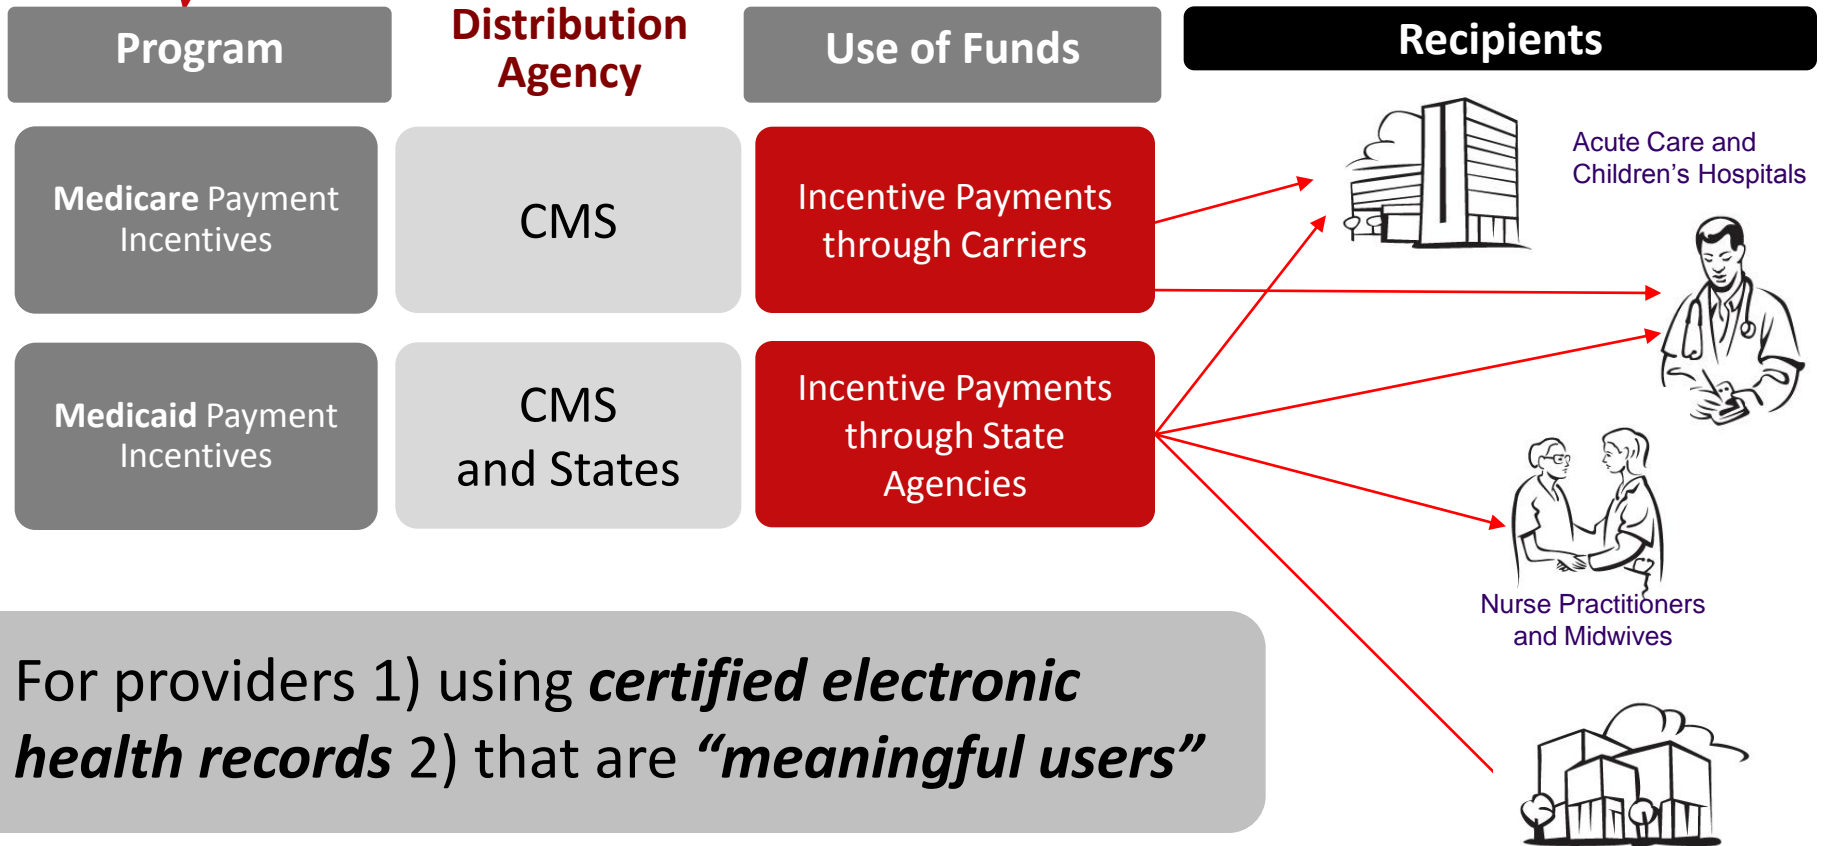 Program
Distribution
Agency
Use of Funds
Recipients
Medicare Payment
Incentives
CMS
Incentive Payments
through Carriers
Acute Care and
Children’s Hospitals
Medicaid Payment
Incentives
CMS
and States
Incentive Payments
through State
Agencies
Nurse Practitioners
and Midwives
For providers 1) using certified electronic
health records 2) that are “meaningful users”